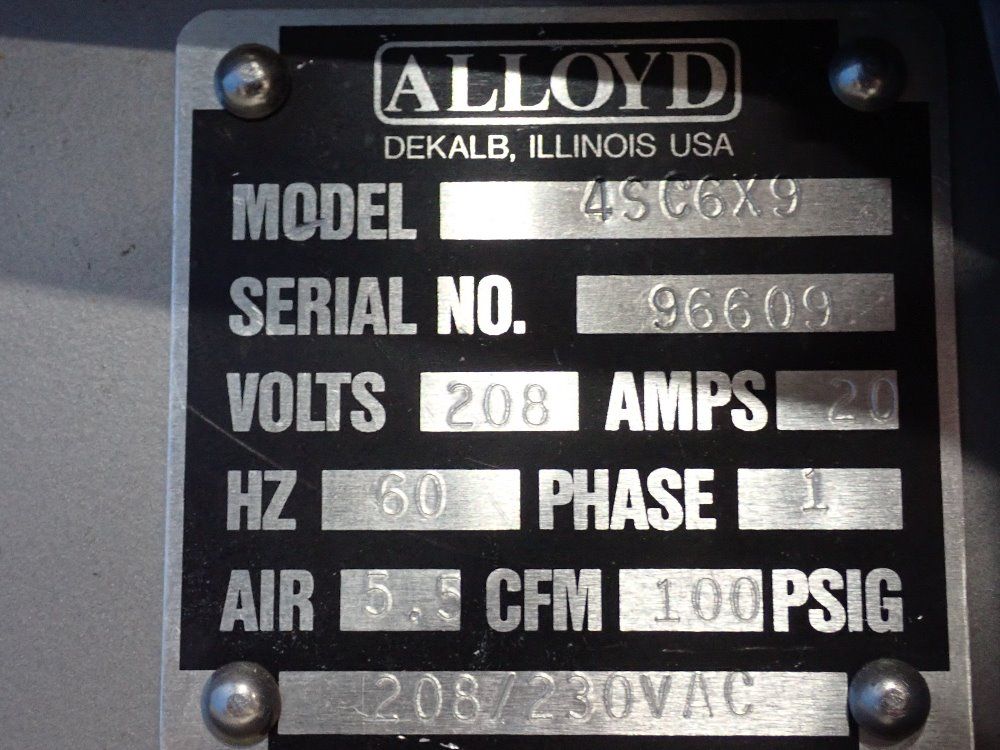 ALLOYD
DEKALB, ILLINOIS USA
MODEL 4SC6X9
SERIAL NO. 96609
VOLTS 208 AMPS 20
HZ 60 PHASE 1
AIR 5.5 CFM 100 PSIG
208/230VAC